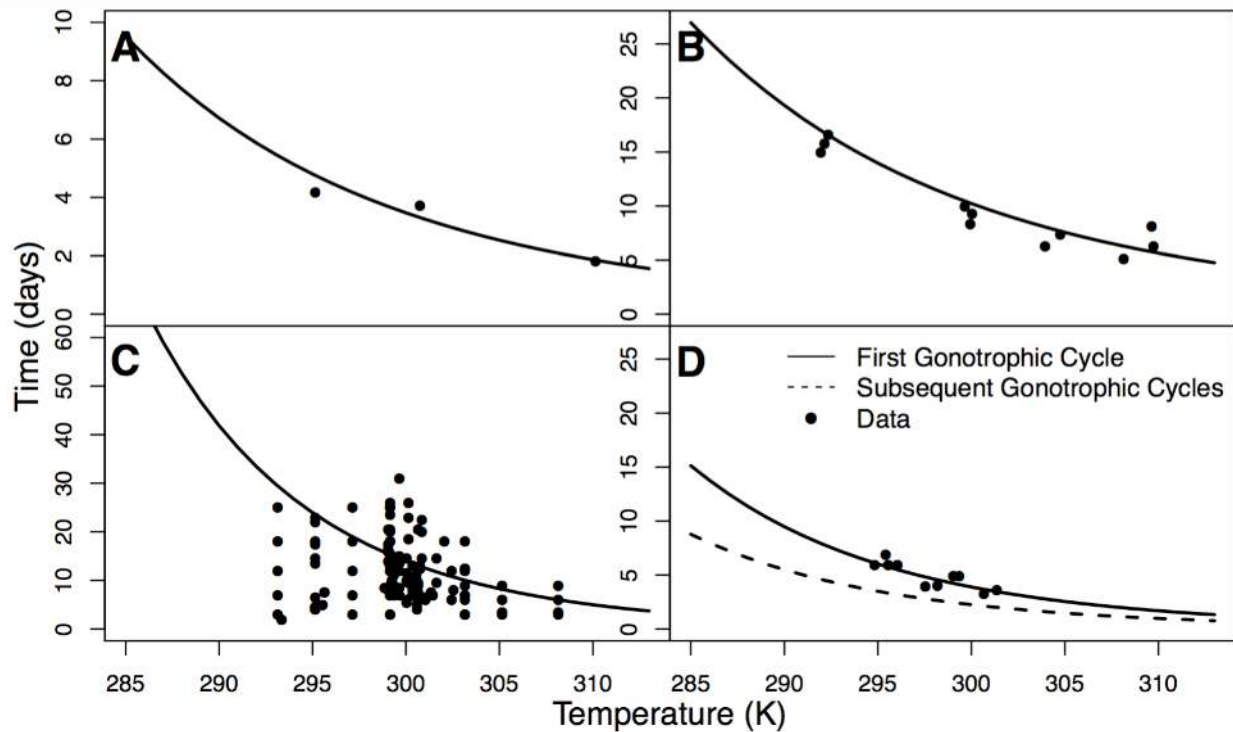 A
10
8
6
4
2
0
B
25
20
15
10
5
0
Time (days)
C
60
50
40
30
20
10
0
D
25
20
15
10
5
0
First Gonotrophic Cycle
Subsequent Gonotrophic Cycles
Data
285 290 295 300 305 310
285 290 295 300 305 310
Temperature (K)